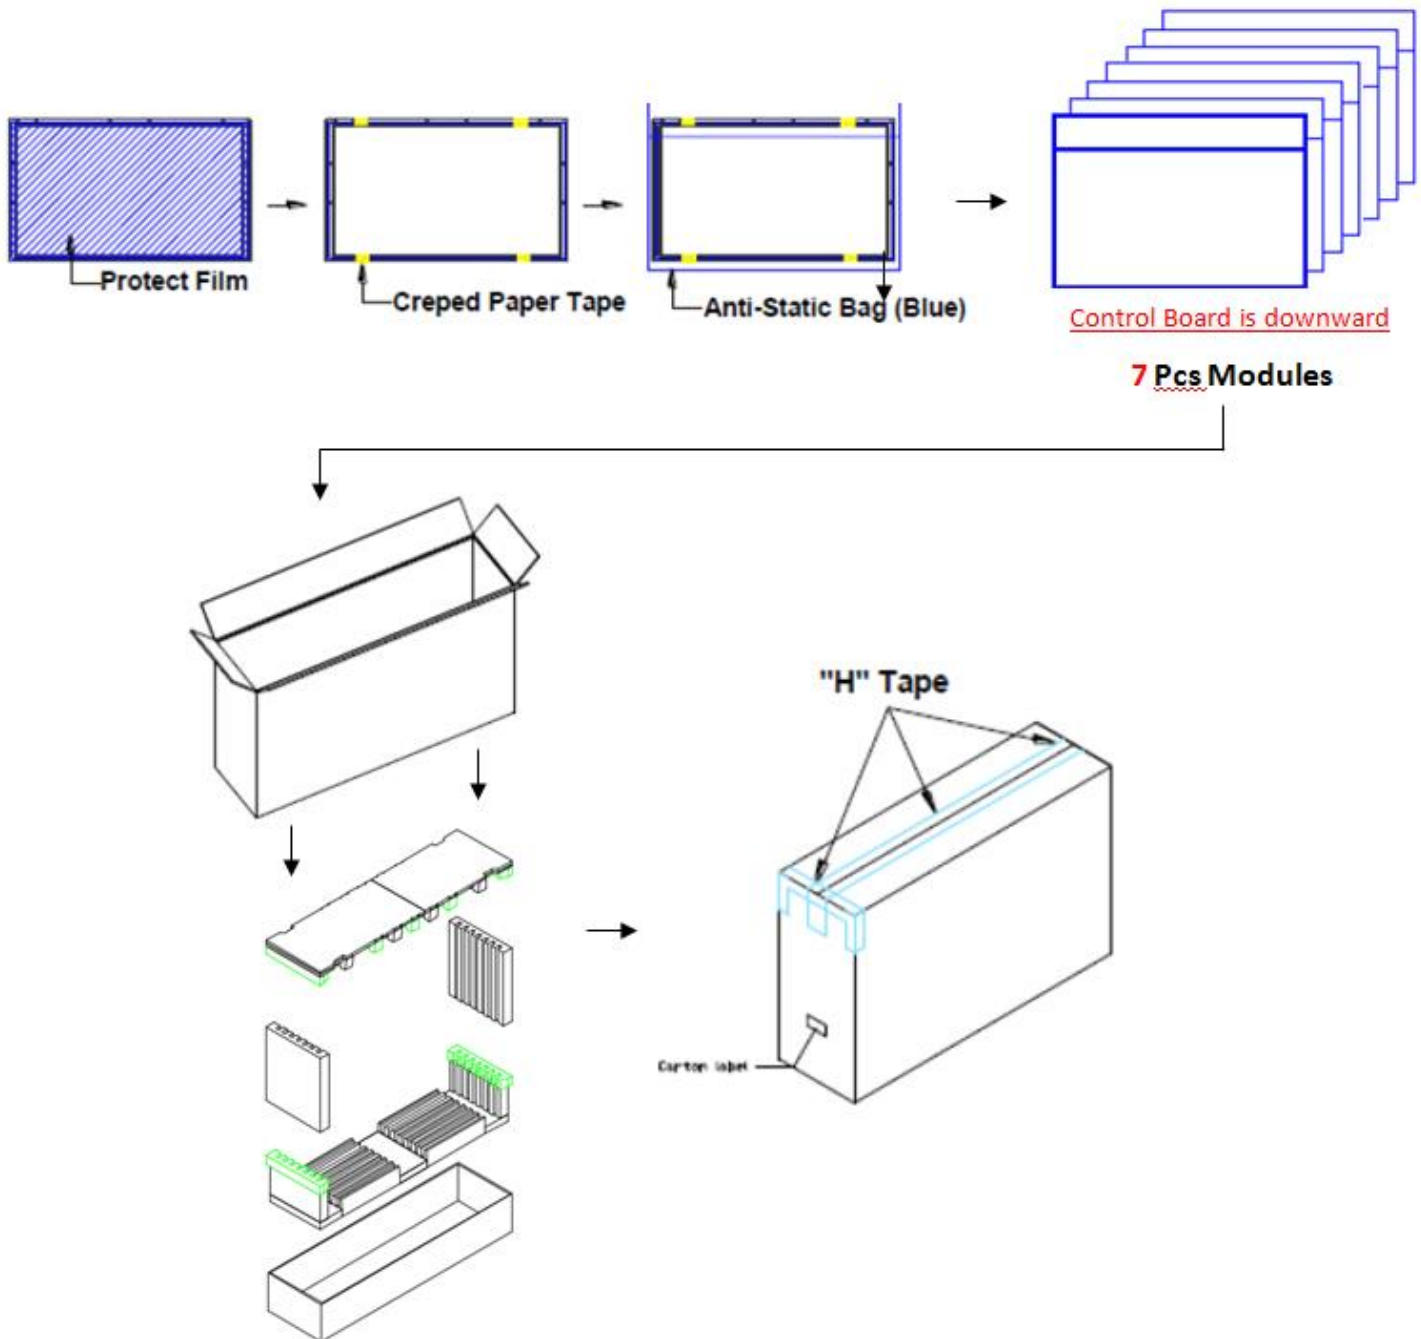 Protect Film
Creped Paper Tape
Anti-Static Bag (Blue)
Control Board is downward
7 Pcs Modules
"H" Tape
Carton label